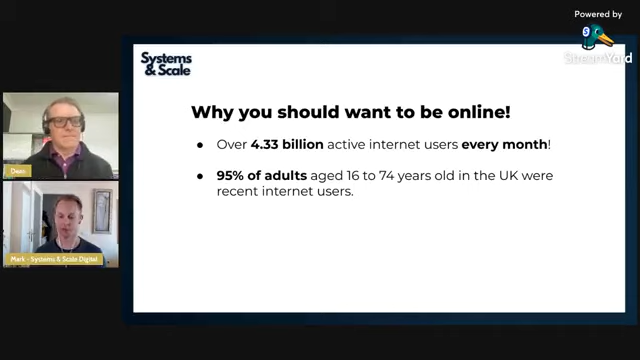 Powered by
StreamYard
Systems
& Scale
Why you should want to be online!
● Over 4.33 billion active internet users every month!
● 95% of adults aged 16 to 74 years old in the UK were
recent internet users.
Dean
Mark - Systems & Scale Digital